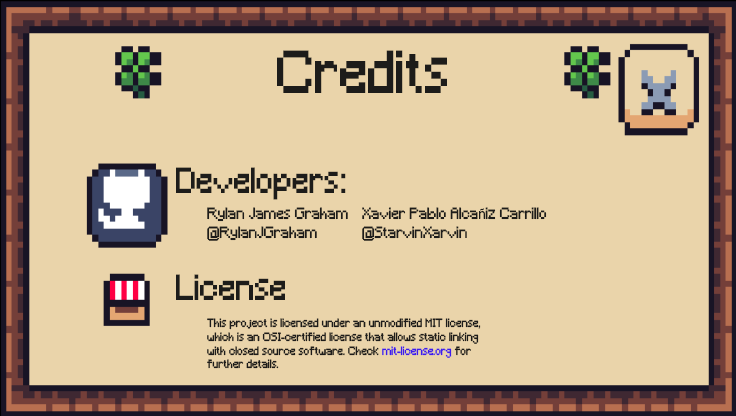 Credits
Developers:
Rylan James Graham Xavier Pablo Alcañiz Carrillo
@RylanJGraham @StarvinXarvin
License
This project is licensed under an unmodified MIT license,
which is an OSI-certified license that allows static linking
with closed source software. Check mit-license.org for
further details.